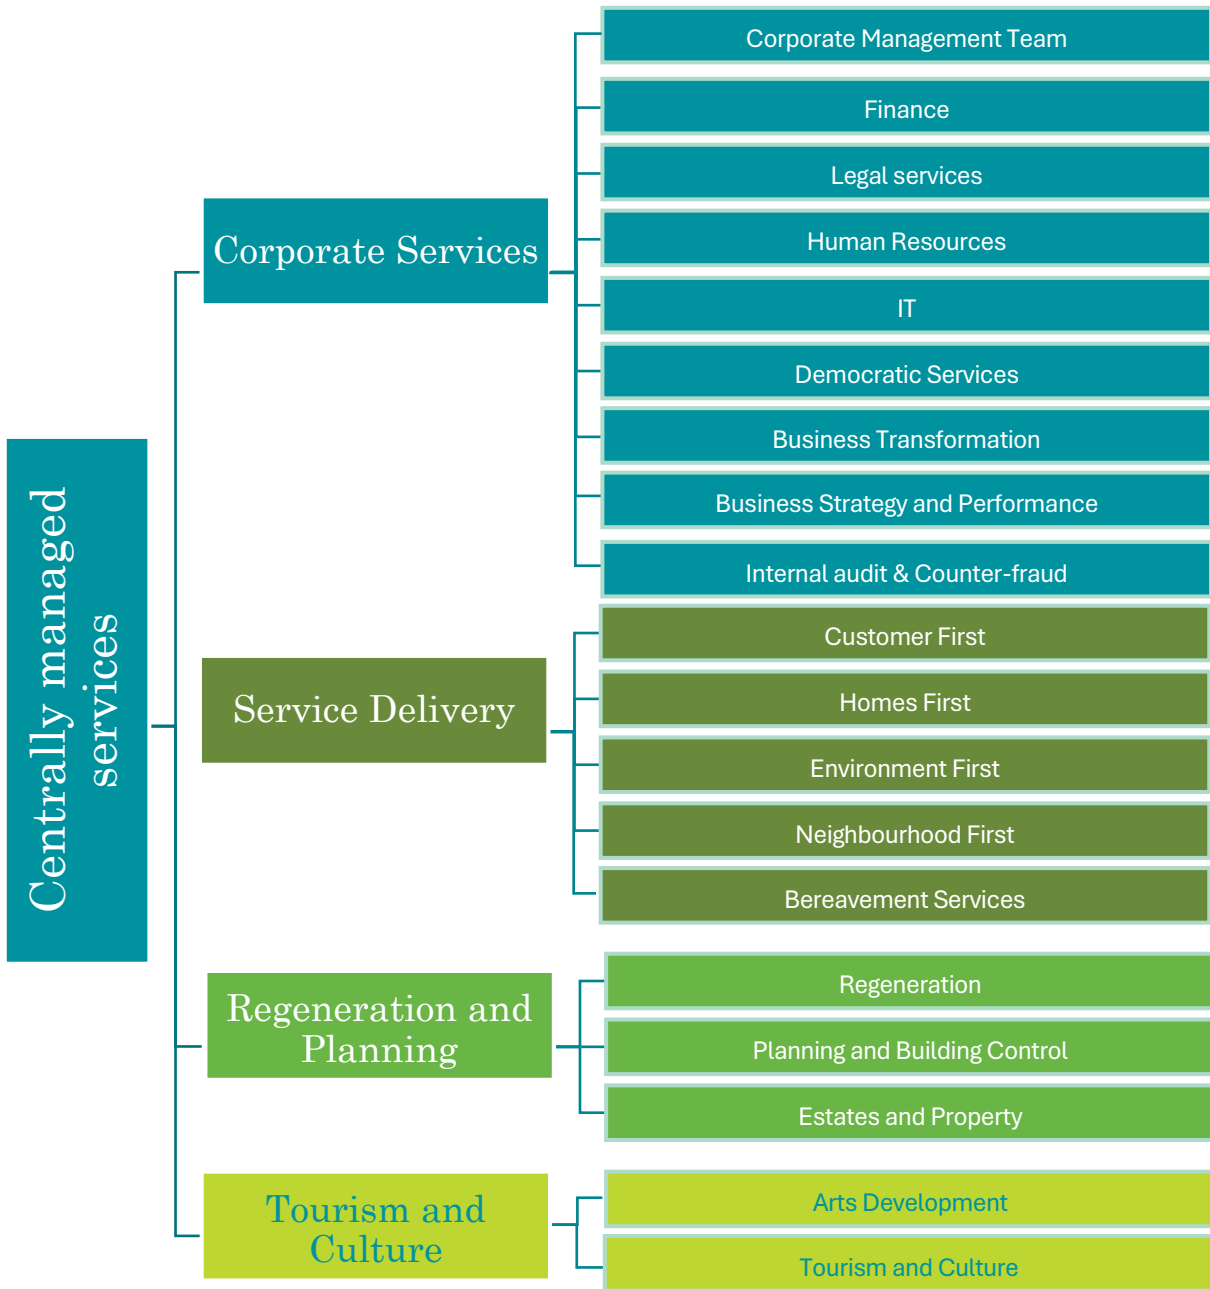 Centrally managed
services
Corporate Services
Corporate Management Team
Finance
Legal services
Human Resources
IT
Democratic Services
Business Transformation
Business Strategy and Performance
Internal audit & Counter-fraud
Service Delivery
Customer First
Homes First
Environment First
Neighbourhood First
Bereavement Services
Regeneration and
Planning
Regeneration
Planning and Building Control
Estates and Property
Tourism and
Culture
Arts Development
Tourism and Culture